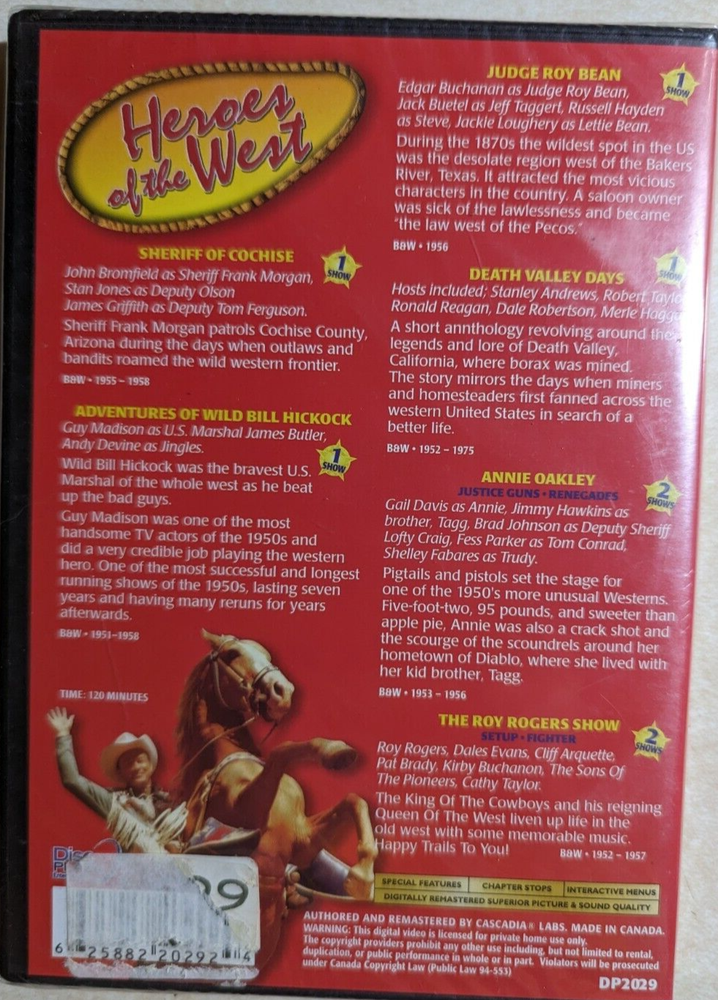 Heroes
of the West
SHERIFF OF COCHISE
1
SHOW
John Bromfield as Sheriff Frank Morgan,
Stan Jones as Deputy Olson
James Griffith as Deputy Tom Ferguson.
Sheriff Frank Morgan patrols Cochise County,
Arizona during the days when outlaws and
bandits roamed the wild western frontier.
B&W • 1955 – 1958
ADVENTURES OF WILD BILL HICKOCK
Guy Madison as U.S. Marshal James Butler,
Andy Devine as Jingles.
1
SHOW
Wild Bill Hickock was the bravest U.S.
Marshal of the whole west as he beat
up the bad guys.
Guy Madison was one of the most
handsome TV actors of the 1950s and
did a very credible job playing the western
hero. One of the most successful and longest
running shows of the 1950s, lasting seven
years and having many reruns for years
afterwards.
B&W • 1951–1958
TIME: 120 MINUTES
99
6 25882 20292 4
JUDGE ROY BEAN
1
SHOW
Edgar Buchanan as Judge Roy Bean,
Jack Buetel as Jeff Taggert, Russell Hayden
as Steve, Jackie Loughery as Lettie Bean.
During the 1870s the wildest spot in the US
was the desolate region west of the Bakers
River, Texas. It attracted the most vicious
characters in the country. A saloon owner
was sick of the lawlessness and became
"the law west of the Pecos."
B&W • 1956
DEATH VALLEY DAYS
1
SHOW
Hosts Included; Stanley Andrews, Robert Taylo
Ronald Reagan, Dale Robertson, Merle Hagg
A short annthology revolving around the
legends and lore of Death Valley,
California, where borax was mined.
The story mirrors the days when miners
and homesteaders first fanned across the
western United States in search of a
better life.
B&W • 1952 – 1975
ANNIE OAKLEY
JUSTICE GUNS • RENEGADES
2
SHOWS
Gail Davis as Annie, Jimmy Hawkins as
brother, Tagg, Brad Johnson as Deputy Sheriff
Lofty Craig, Fess Parker as Tom Conrad,
Shelley Fabares as Trudy.
Pigtails and pistols set the stage for
one of the 1950's more unusual Westerns.
Five-foot-two, 95 pounds, and sweeter than
apple pie, Annie was also a crack shot and
the scourge of the scoundrels around her
hometown of Diablo, where she lived with
her kid brother, Tagg.
B&W • 1953 – 1956
THE ROY ROGERS SHOW
SETUP • FIGHTER
2
SHOWS
Roy Rogers, Dales Evans, Cliff Arquette,
Pat Brady, Kirby Buchanon, The Sons Of
The Pioneers, Cathy Taylor.
The King Of The Cowboys and his reigning
Queen Of The West liven up life in the
old west with some memorable music.
Happy Trails To You!
B&W • 1952 – 1957
SPECIAL FEATURES CHAPTER STOPS INTERACTIVE MENUS
DIGITALLY REMASTERED SUPERIOR PICTURE & SOUND QUALITY
AUTHORED AND REMASTERED BY CASCADIA® LABS. MADE IN CANADA.
WARNING: This digital video is licensed for private home use only.
The copyright providers prohibit any other use including, but not limited to rental,
duplication, or public performance in whole or in part. Violators will be prosecuted
under Canada Copyright Law (Public Law 94-553)
DP2029